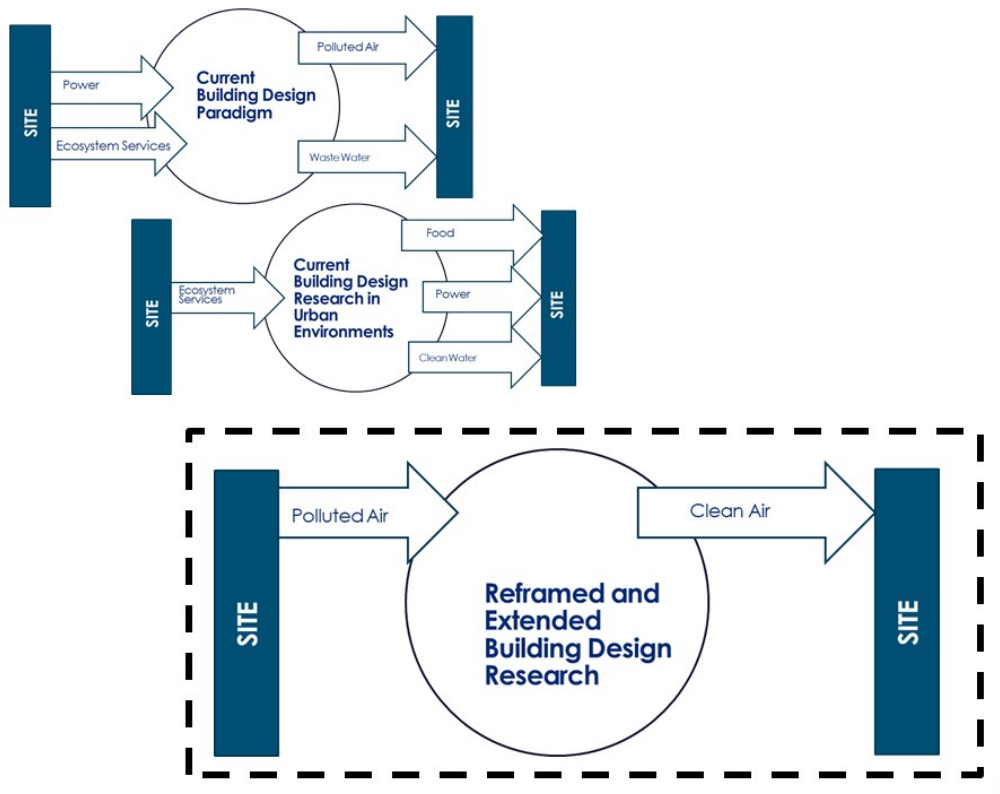 SITE
Power
Ecosystem Services
Current
Building Design
Paradigm
Polluted Air
Waste Water
SITE
SITE
Ecosystem
Services
Current
Building Design
Research in
Urban
Environments
Food
Power
Clean Water
SITE
SITE
Polluted Air
Reframed and
Extended
Building Design
Research
Clean Air
SITE